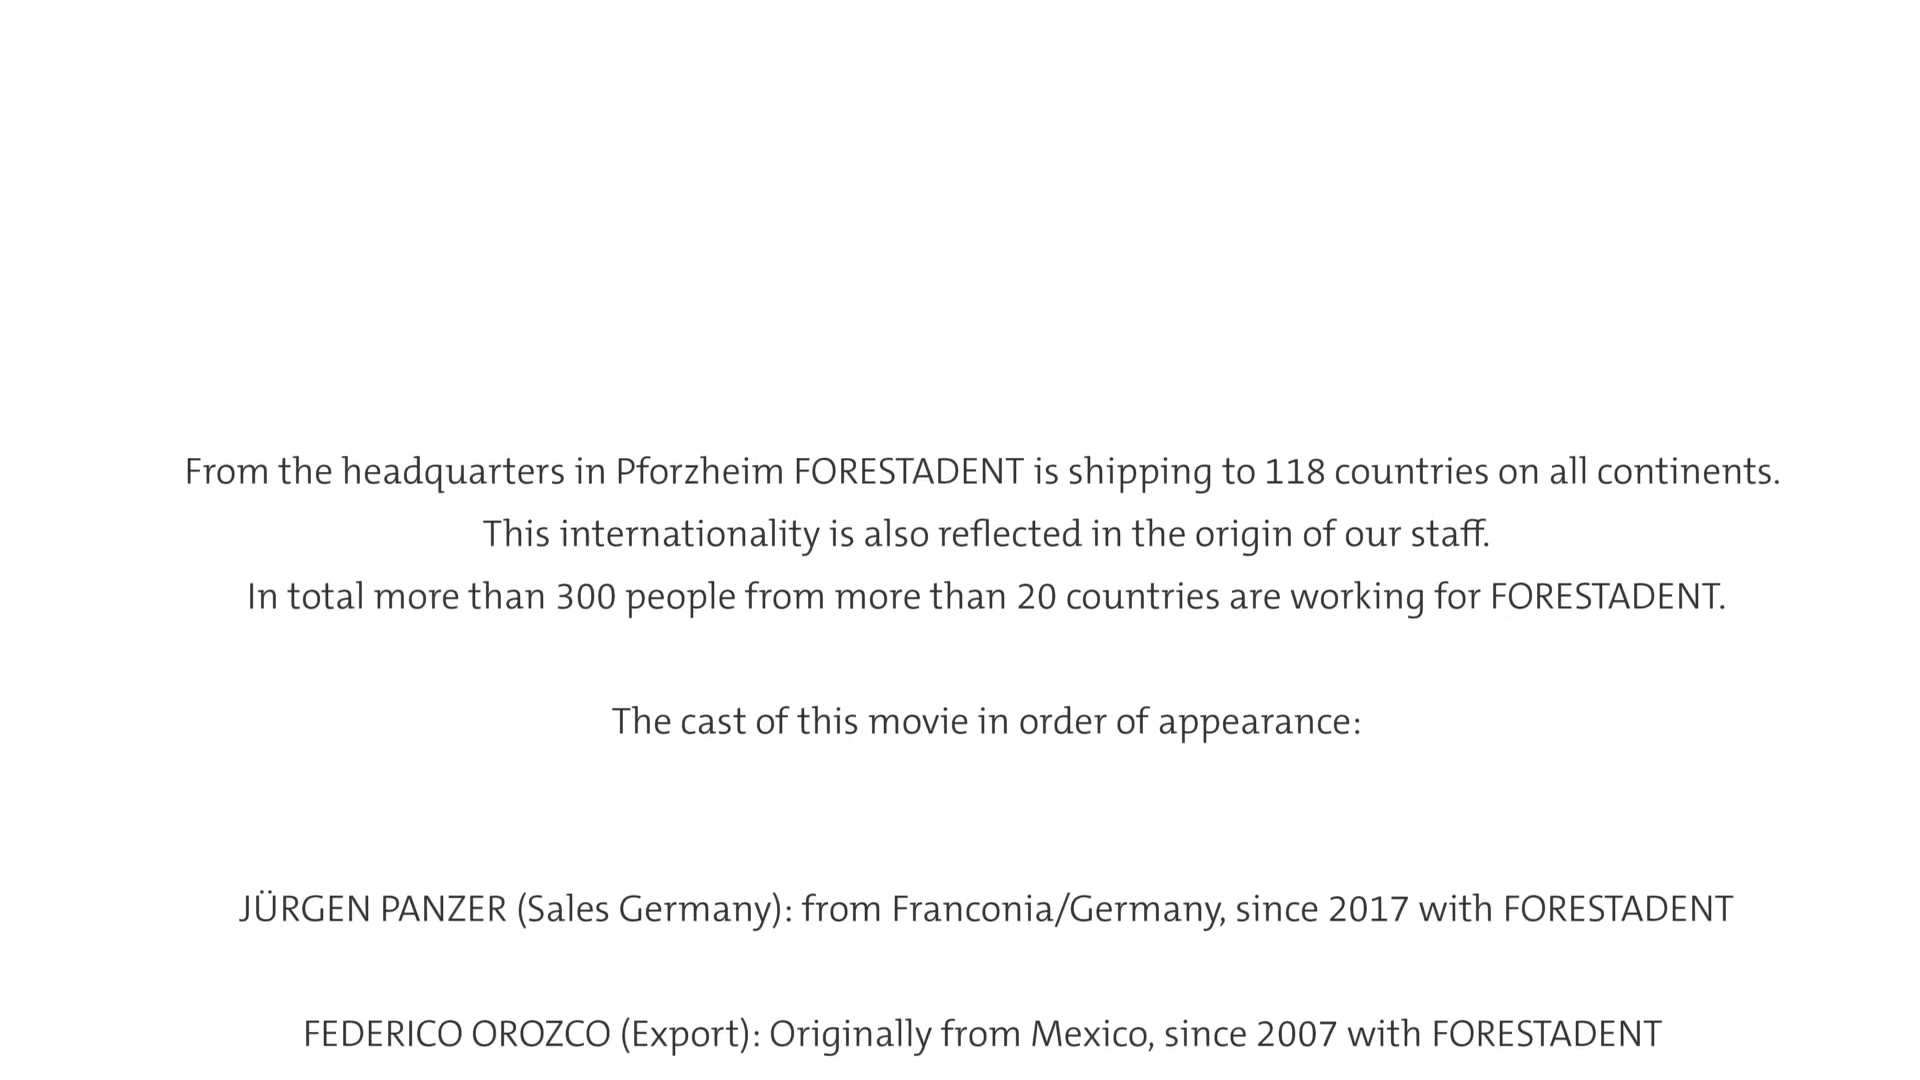 From the headquarters in Pforzheim FORESTADENT is shipping to 118 countries on all continents.
This internationality is also reflected in the origin of our staff.
In total more than 300 people from more than 20 countries are working for FORESTADENT.
The cast of this movie in order of appearance:
JÜRGEN PANZER (Sales Germany): from Franconia/Germany, since 2017 with FORESTADENT
FEDERICO OROZCO (Export): Originally from Mexico, since 2007 with FORESTADENT